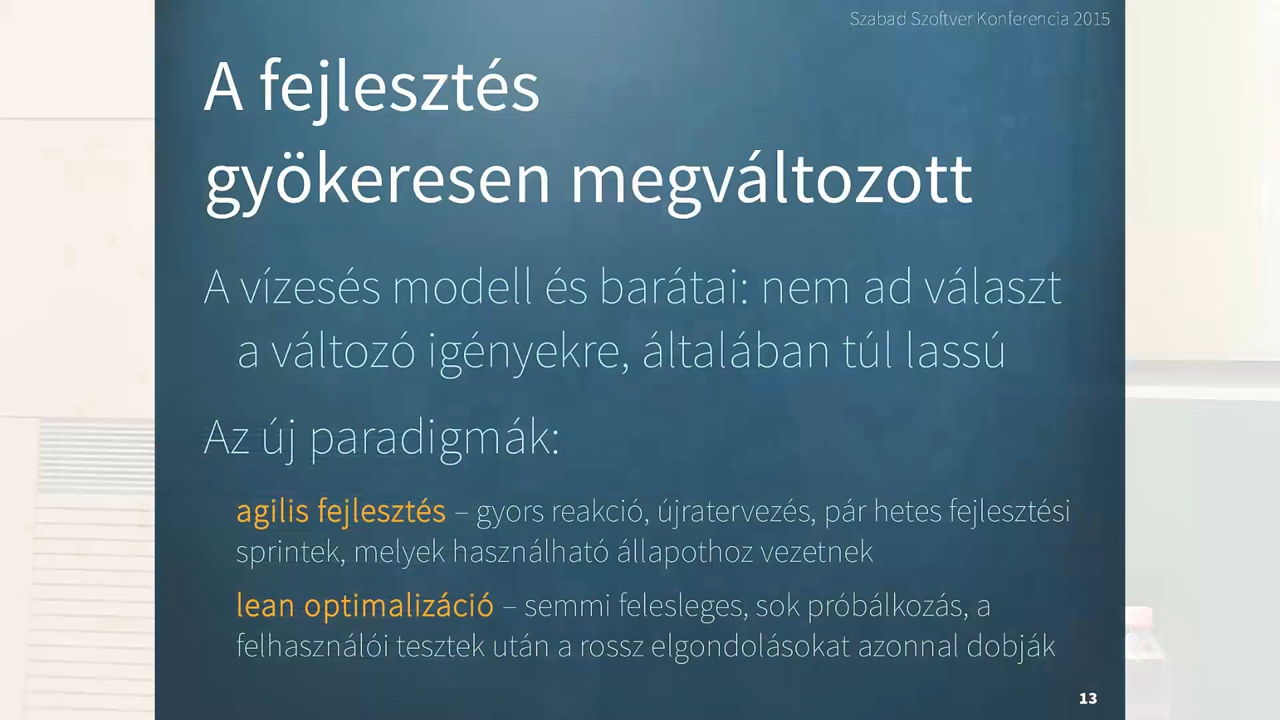 Szabad Szoftver Konferencia 2015
A fejlesztés
gyökeresen megváltozott
A vízesés modell és barátai: nem ad választ
a változó igényekre, általában túl lassú
Az új paradigmák:
agilis fejlesztés – gyors reakció, újratervezés, pár hetes fejlesztési
sprintek, melyek használható állapothoz vezetnek
lean optimalizáció – semmi felesleges, sok próbálkozás, a
felhasználói tesztek után a rossz elgondolásokat azonnal dobják
13